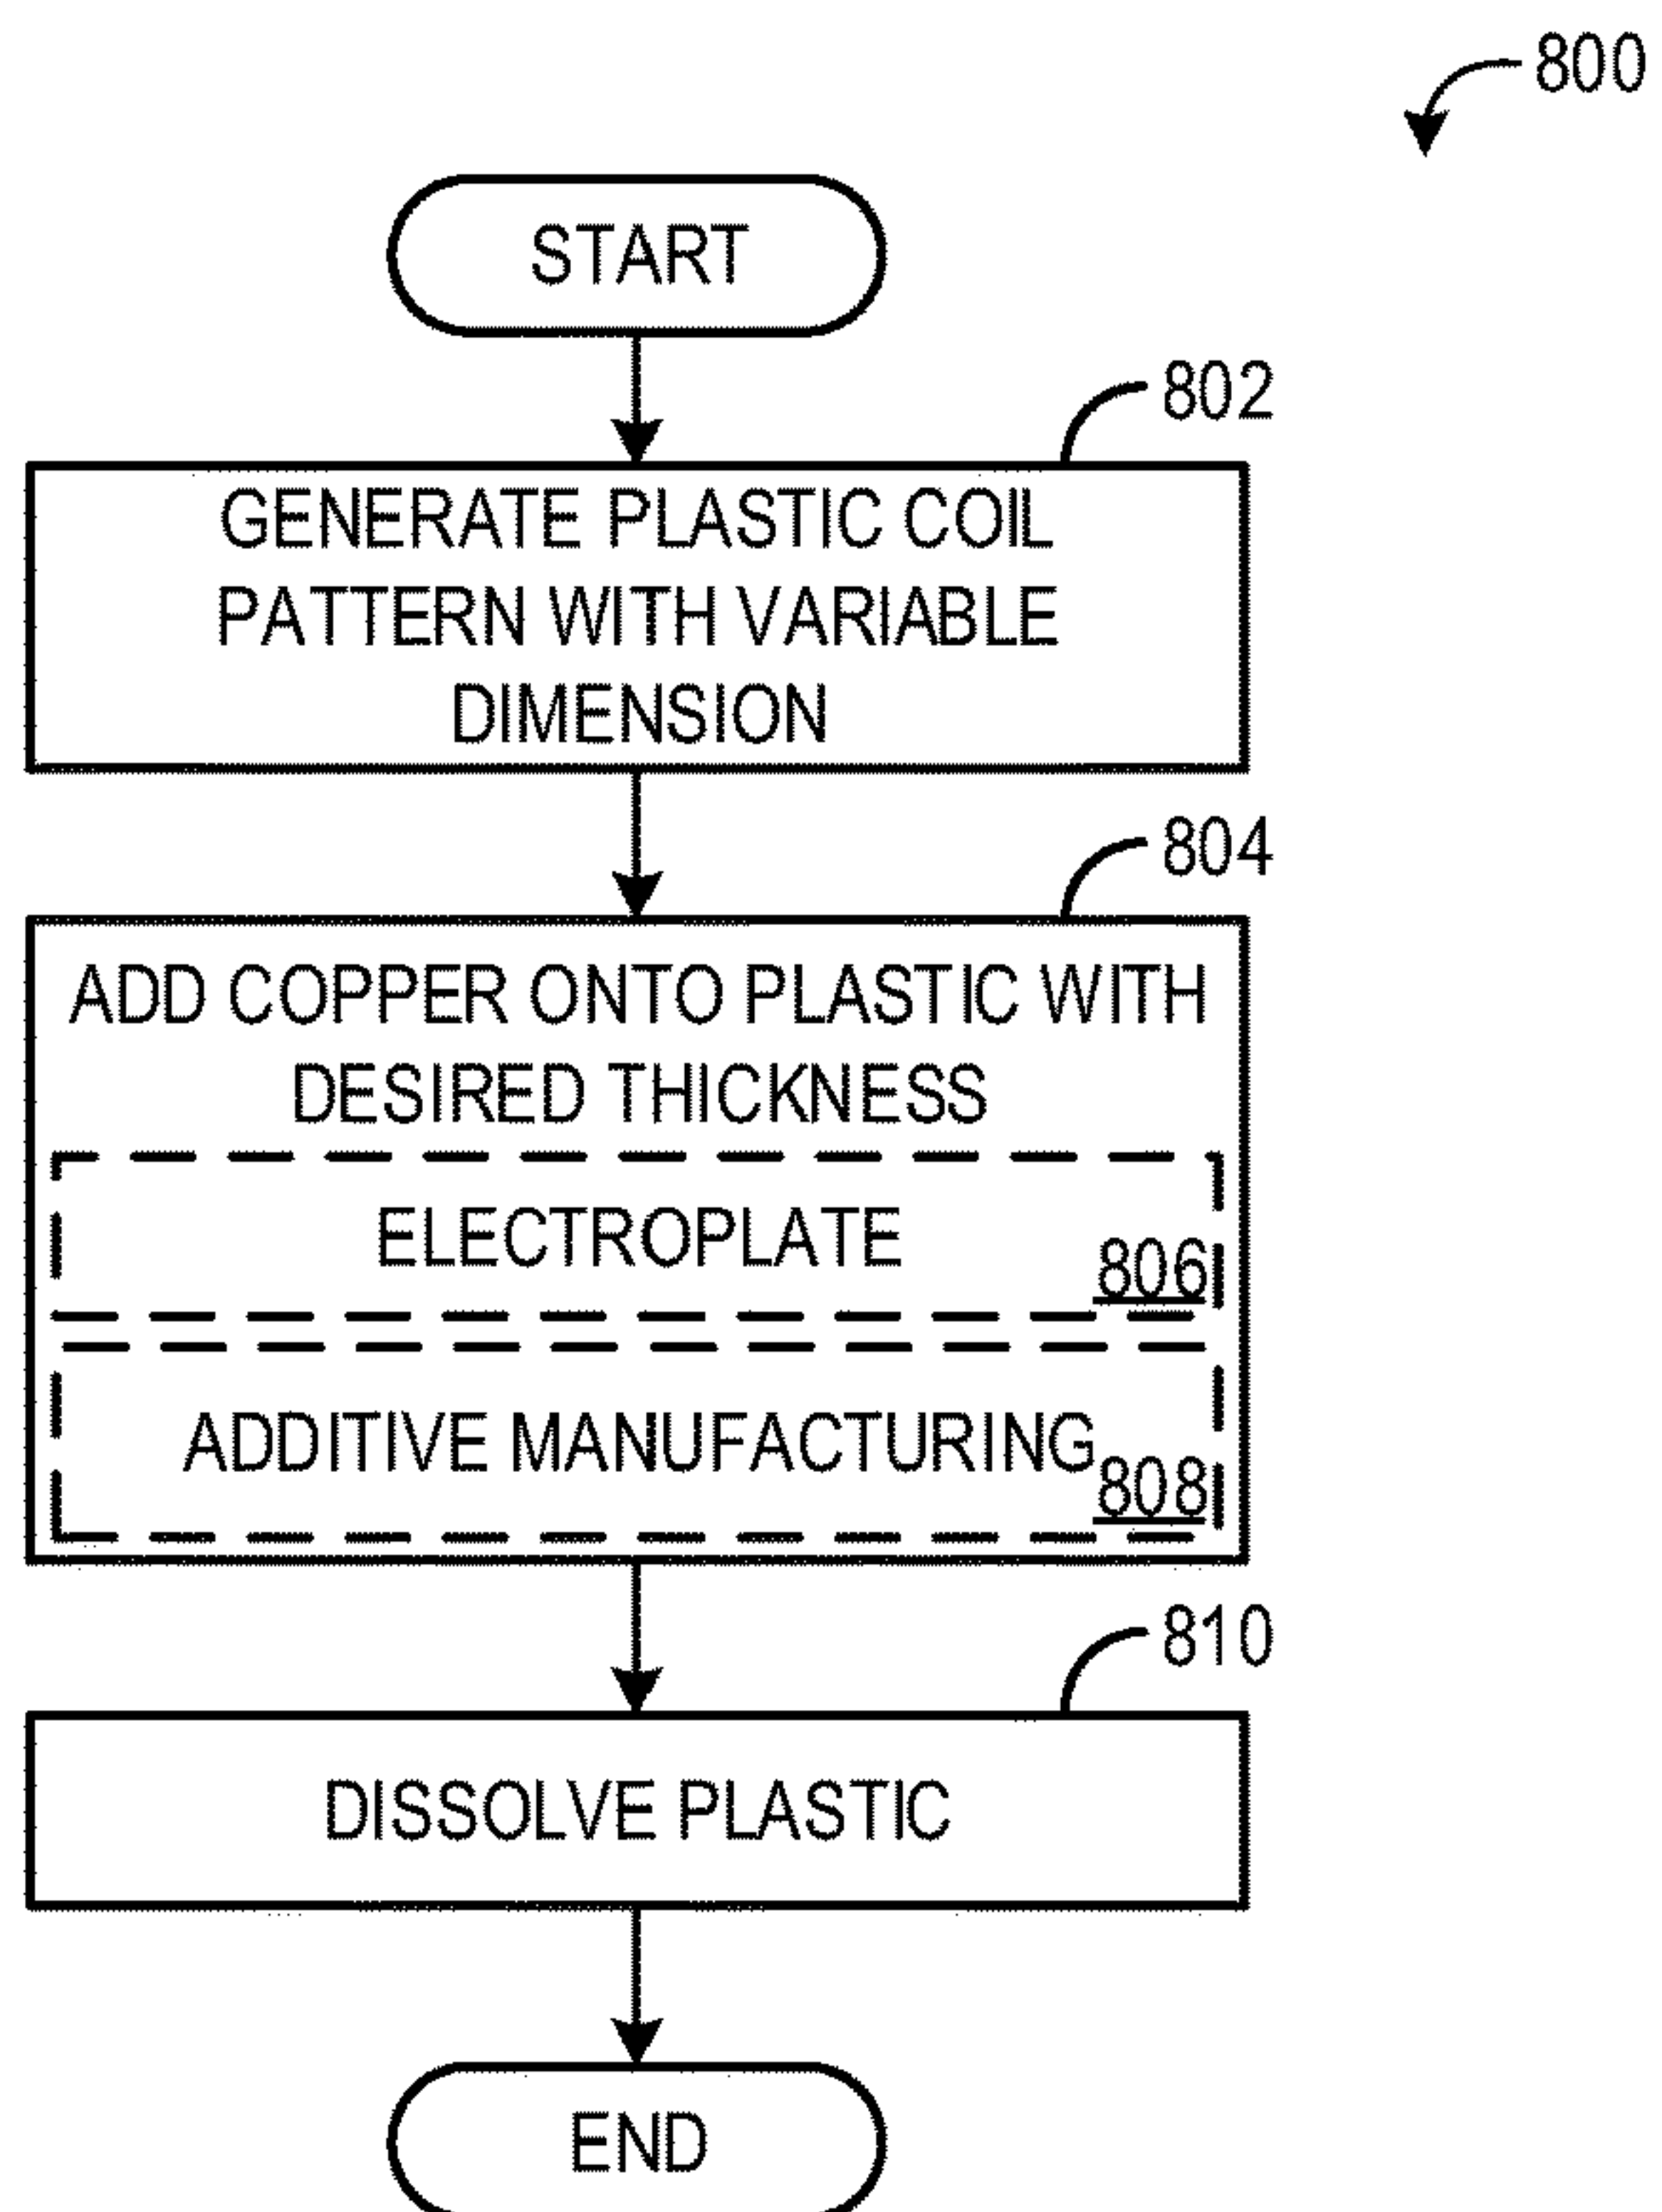 800
START
802
GENERATE PLASTIC COIL
PATTERN WITH VARIABLE
DIMENSION
804
ADD COPPER ONTO PLASTIC WITH
DESIRED THICKNESS
ELECTROPLATE
806
ADDITIVE MANUFACTURING
808
810
DISSOLVE PLASTIC
END